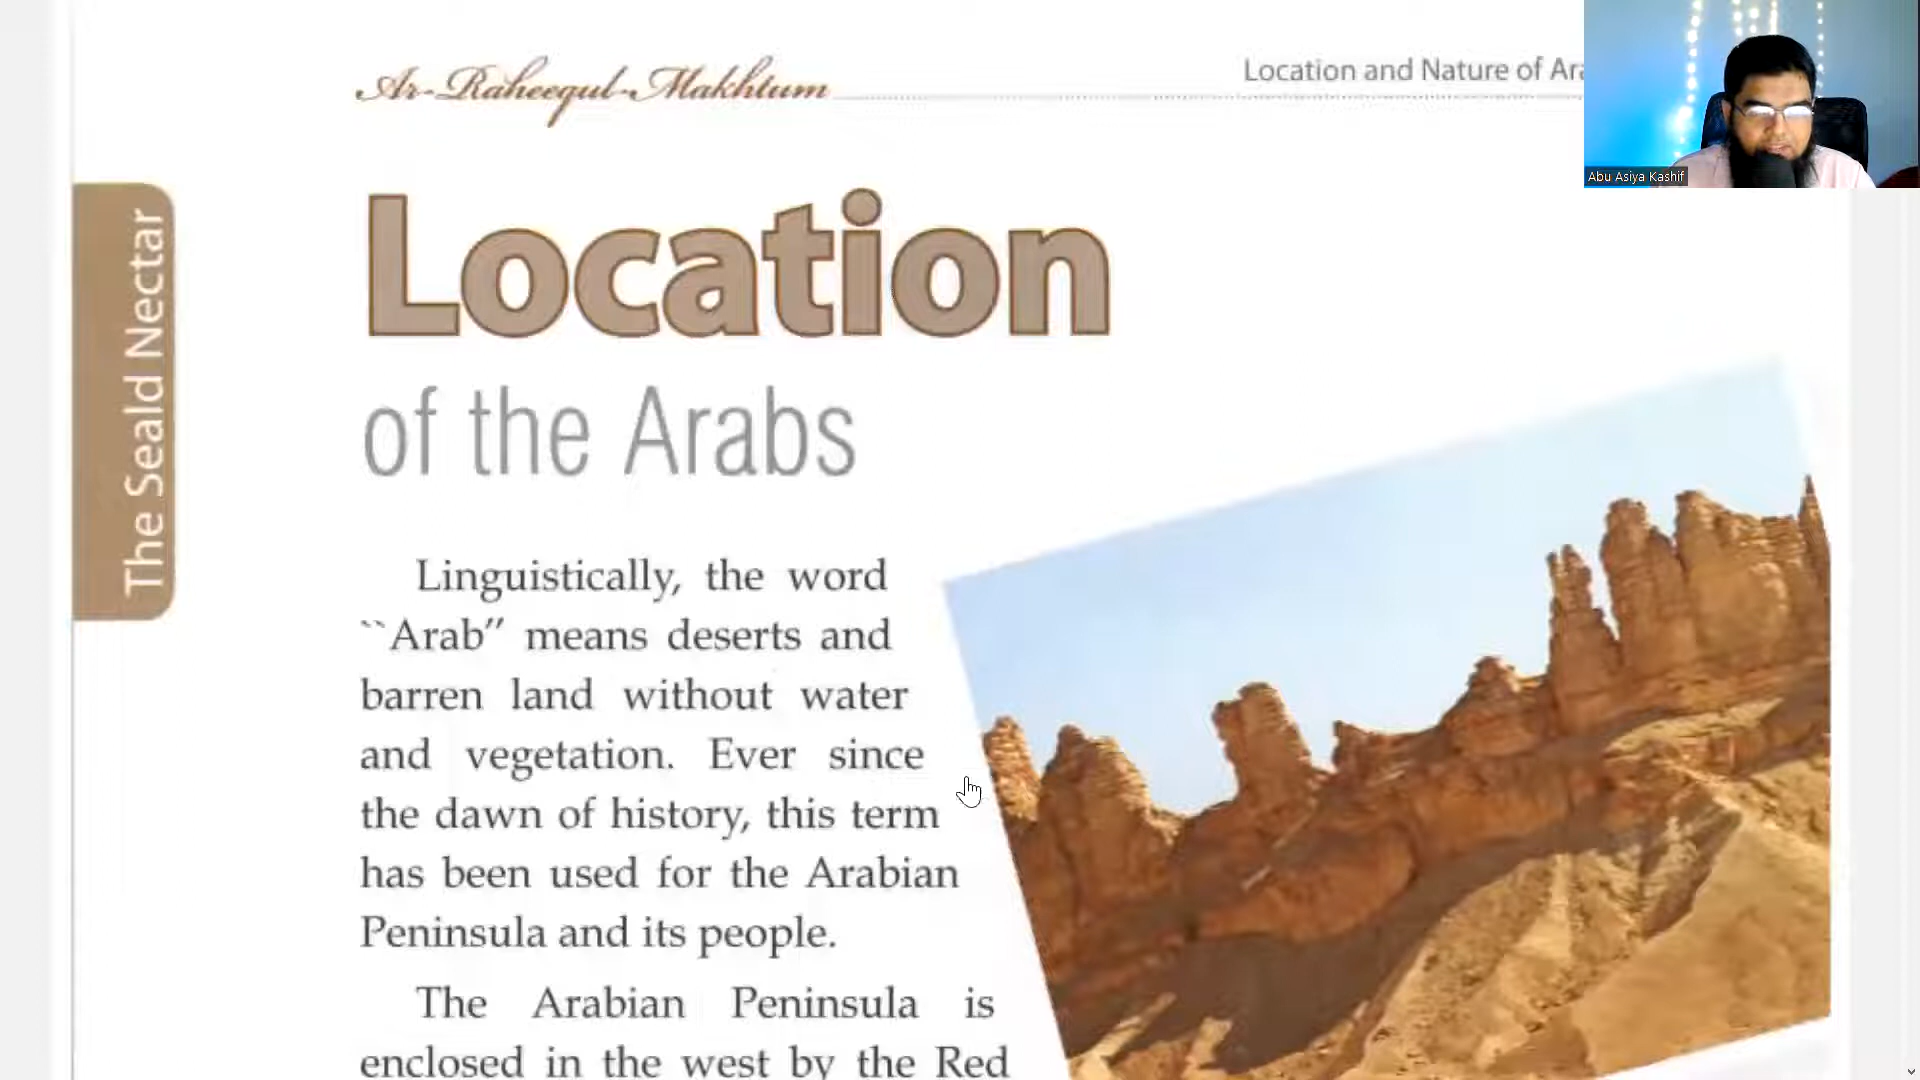 Ar-Raheequl-Makhtum
Location and Nature of
Abu Asiya Kashif
The Seald Nectar
Location
of the Arabs
Linguistically, the word
``Arab” means deserts and
barren land without water
and vegetation. Ever since
the dawn of history, this term
has been used for the Arabian
Peninsula and its people.
The Arabian Peninsula is
enclosed in the west by the Red